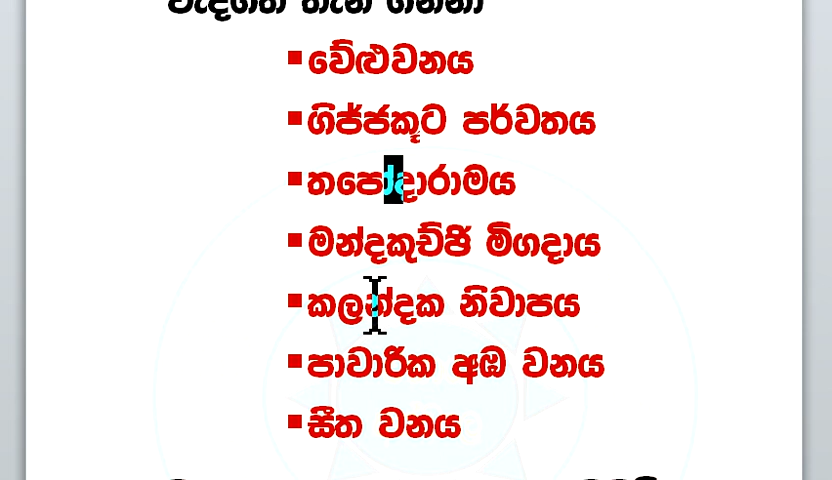 ▪වේළුවනය
▪ගිජ්ජකූට පර්වතය
▪තපෝදාරාමය
▪මන්දකුච්ඡි මිගදාය
▪කලන්දක නිවාපය
▪පාවාරික අඹ වනය
▪සීත වනය